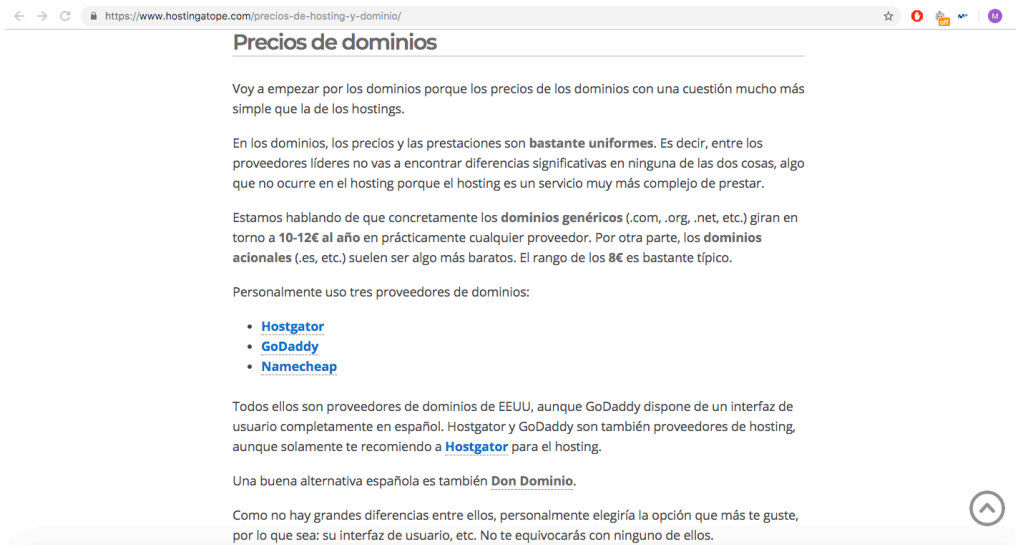 https://www.hostingatope.com/precios-de-hosting-y-dominio/
off
M
Precios de dominios
Voy a empezar por los dominios porque los precios de los dominios con una cuestión mucho más
simple que la de los hostings.
En los dominios, los precios y las prestaciones son bastante uniformes. Es decir, entre los
proveedores líderes no vas a encontrar diferencias significativas en ninguna de las dos cosas, algo
que no ocurre en el hosting porque el hosting es un servicio muy más complejo de prestar.
Estamos hablando de que concretamente los dominios genéricos (.com, .org, .net, etc.) giran en
torno a 10-12€ al año en prácticamente cualquier proveedor. Por otra parte, los dominios
acionales (.es, etc.) suelen ser algo más baratos. El rango de los 8€ es bastante típico.
Personalmente uso tres proveedores de dominios:
• Hostgator
• GoDaddy
• Namecheap
Todos ellos son proveedores de dominios de EEUU, aunque GoDaddy dispone de un interfaz de
usuario completamente en español. Hostgator y GoDaddy son también proveedores de hosting,
aunque solamente te recomiendo a Hostgator para el hosting.
Una buena alternativa española es también Don Dominio.
Como no hay grandes diferencias entre ellos, personalmente elegiría la opción que más te guste,
por lo que sea: su interfaz de usuario, etc. No te equivocarás con ninguno de ellos.